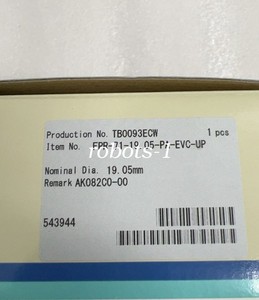 Production No. TB0093ECW 1 pcs
Item No. FPR-71-19.05-P7-EVC-UP
robots-1
Nominal Dia. 19.05mm
Remark AK082C0-00
543944